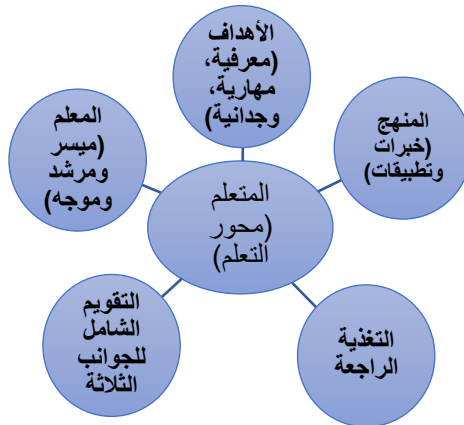 الأهداف
(معرفية،
مهارية،
وجدانية)
المنهج
(خبرات
وتطبيقات)
المعلم
(ميسر
ومرشد
وموجه)
المتعلم
(محور
التعلم)
التغذية
الراجعة
التقويم
الشامل
للجوانب
الثلاثة